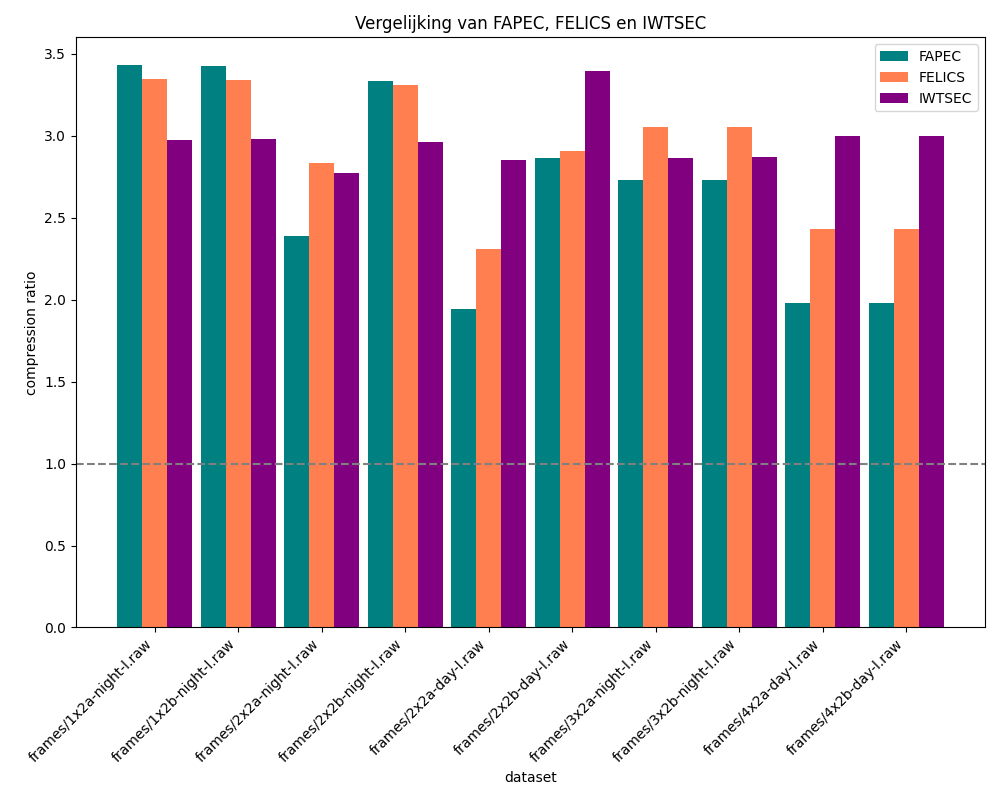 Vergelijking van FAPEC, FELICS en IWTSEC
FAPEC
FELICS
IWTSEC
compression ratio
3.5
3.0
2.5
2.0
1.5
1.0
0.5
0.0
frames/1x2a-night-l.raw
frames/1x2b-night-l.raw
frames/2x2a-night-l.raw
frames/2x2b-night-l.raw
frames/2x2a-day-l.raw
frames/2x2b-day-l.raw
frames/3x2a-night-l.raw
frames/3x2b-night-l.raw
frames/4x2a-day-l.raw
frames/4x2b-day-l.raw
dataset